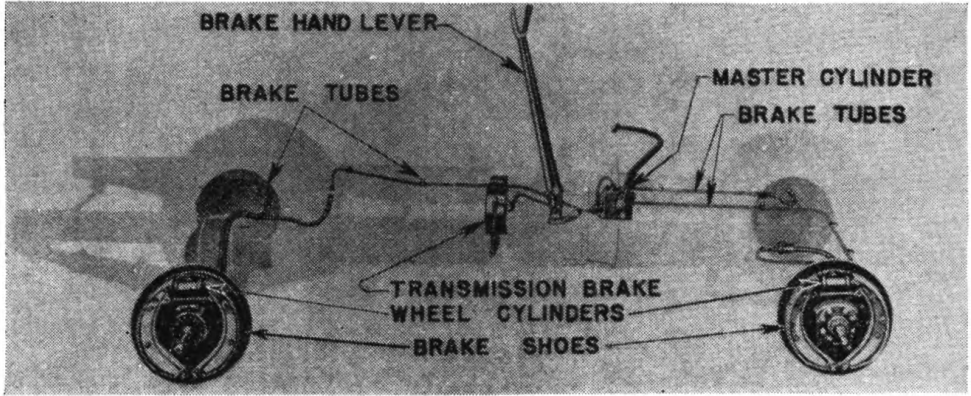 BRAKE HAND LEVER
MASTER CYLINDER
BRAKE TUBES
BRAKE TUBES
TRANSMISSION BRAKE
WHEEL CYLINDERS
BRAKE SHOES